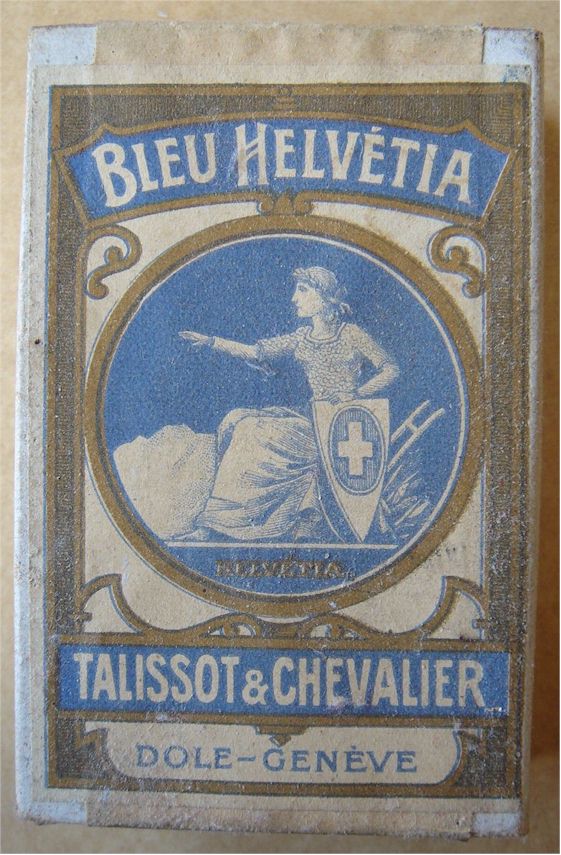 BLEU HELVÉTIA
HELVÉTIA
TALISSOT & CHEVALIER
DOLE-GENÈVE